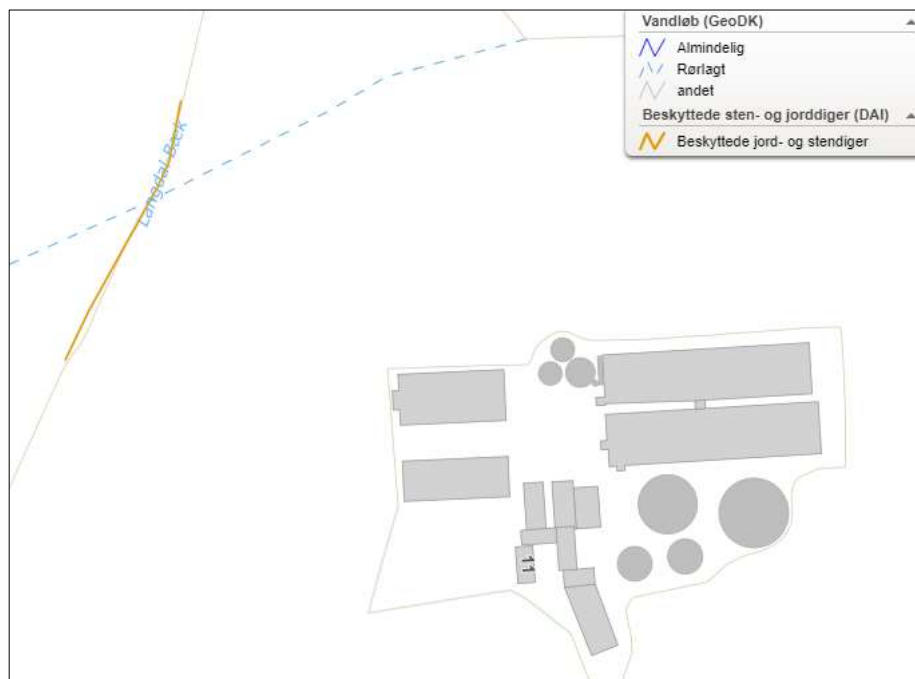 Vandløb (GeoDK)
Almindelig
Rørlagt
andet
Beskyttede sten- og jorddiger (DAI)
Beskyttede jord- og stendiger
Langdal Bæk
11